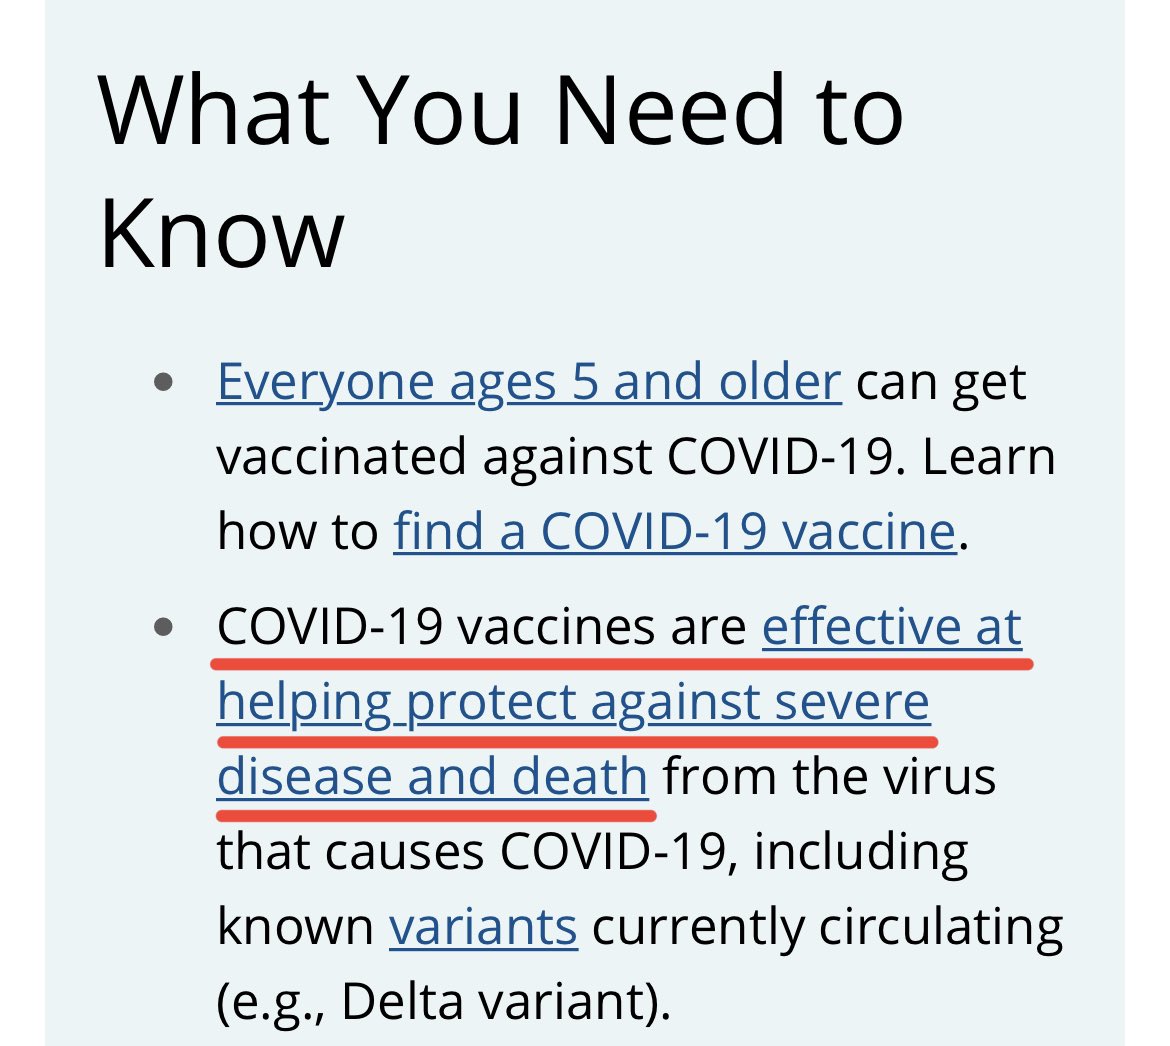 What You Need to
Know
• Everyone ages 5 and older can get
vaccinated against COVID-19. Learn
how to find a COVID-19 vaccine.
• COVID-19 vaccines are effective at
helping protect against severe
disease and death from the virus
that causes COVID-19, including
known variants currently circulating
(e.g., Delta variant).